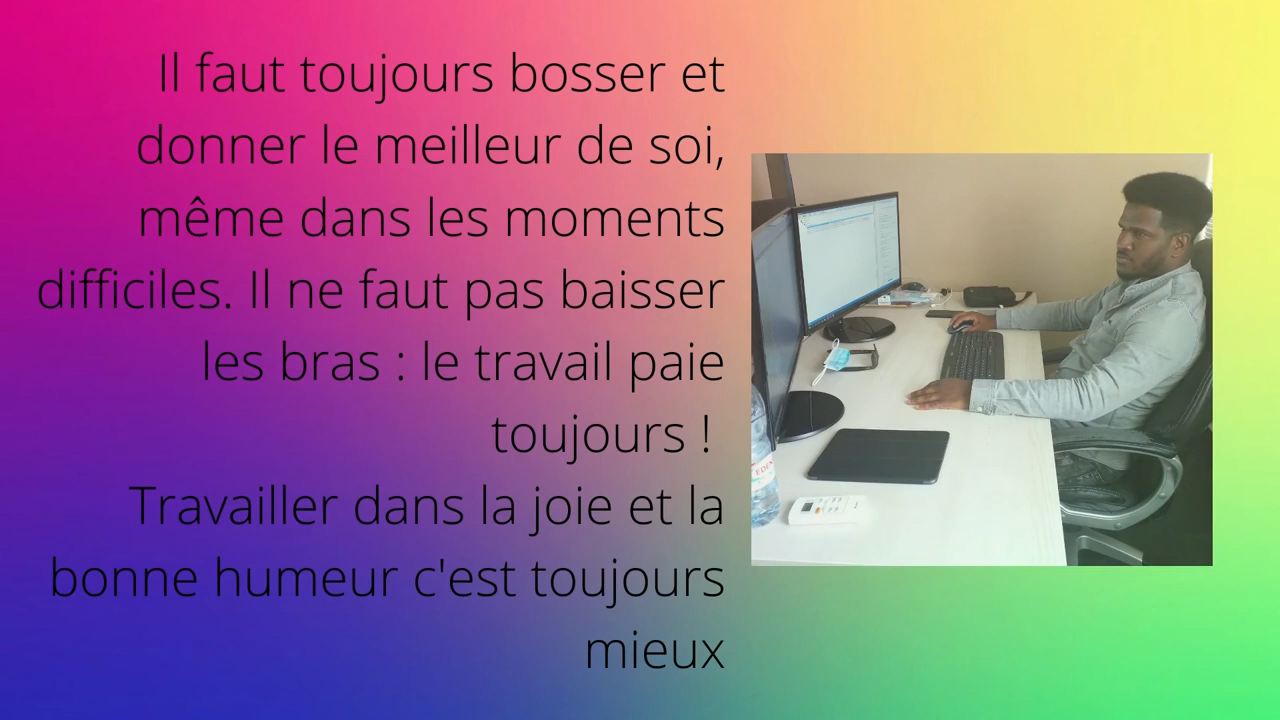 Il faut toujours bosser et
donner le meilleur de soi,
même dans les moments
difficiles. Il ne faut pas baisser
les bras : le travail paie
toujours !
Travailler dans la joie et la
bonne humeur c'est toujours
mieux